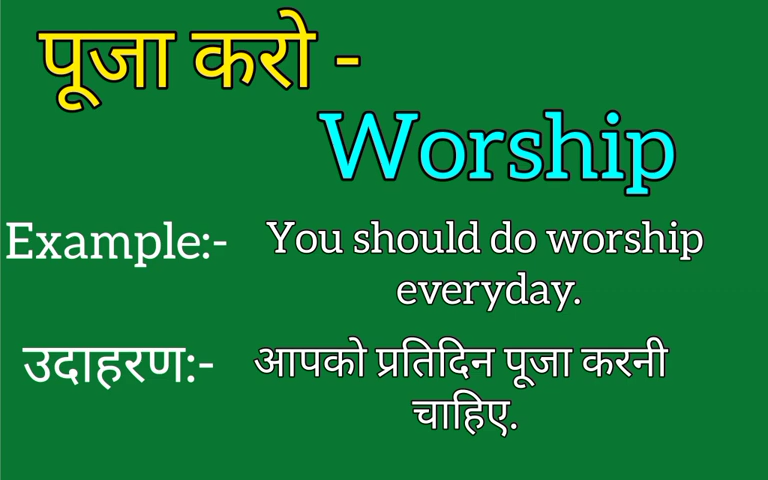 पूजा करो -
Worship
Example:- You should do worship
everyday.
उदाहरण:- आपको प्रतिदिन पूजा करनी
चाहिए.